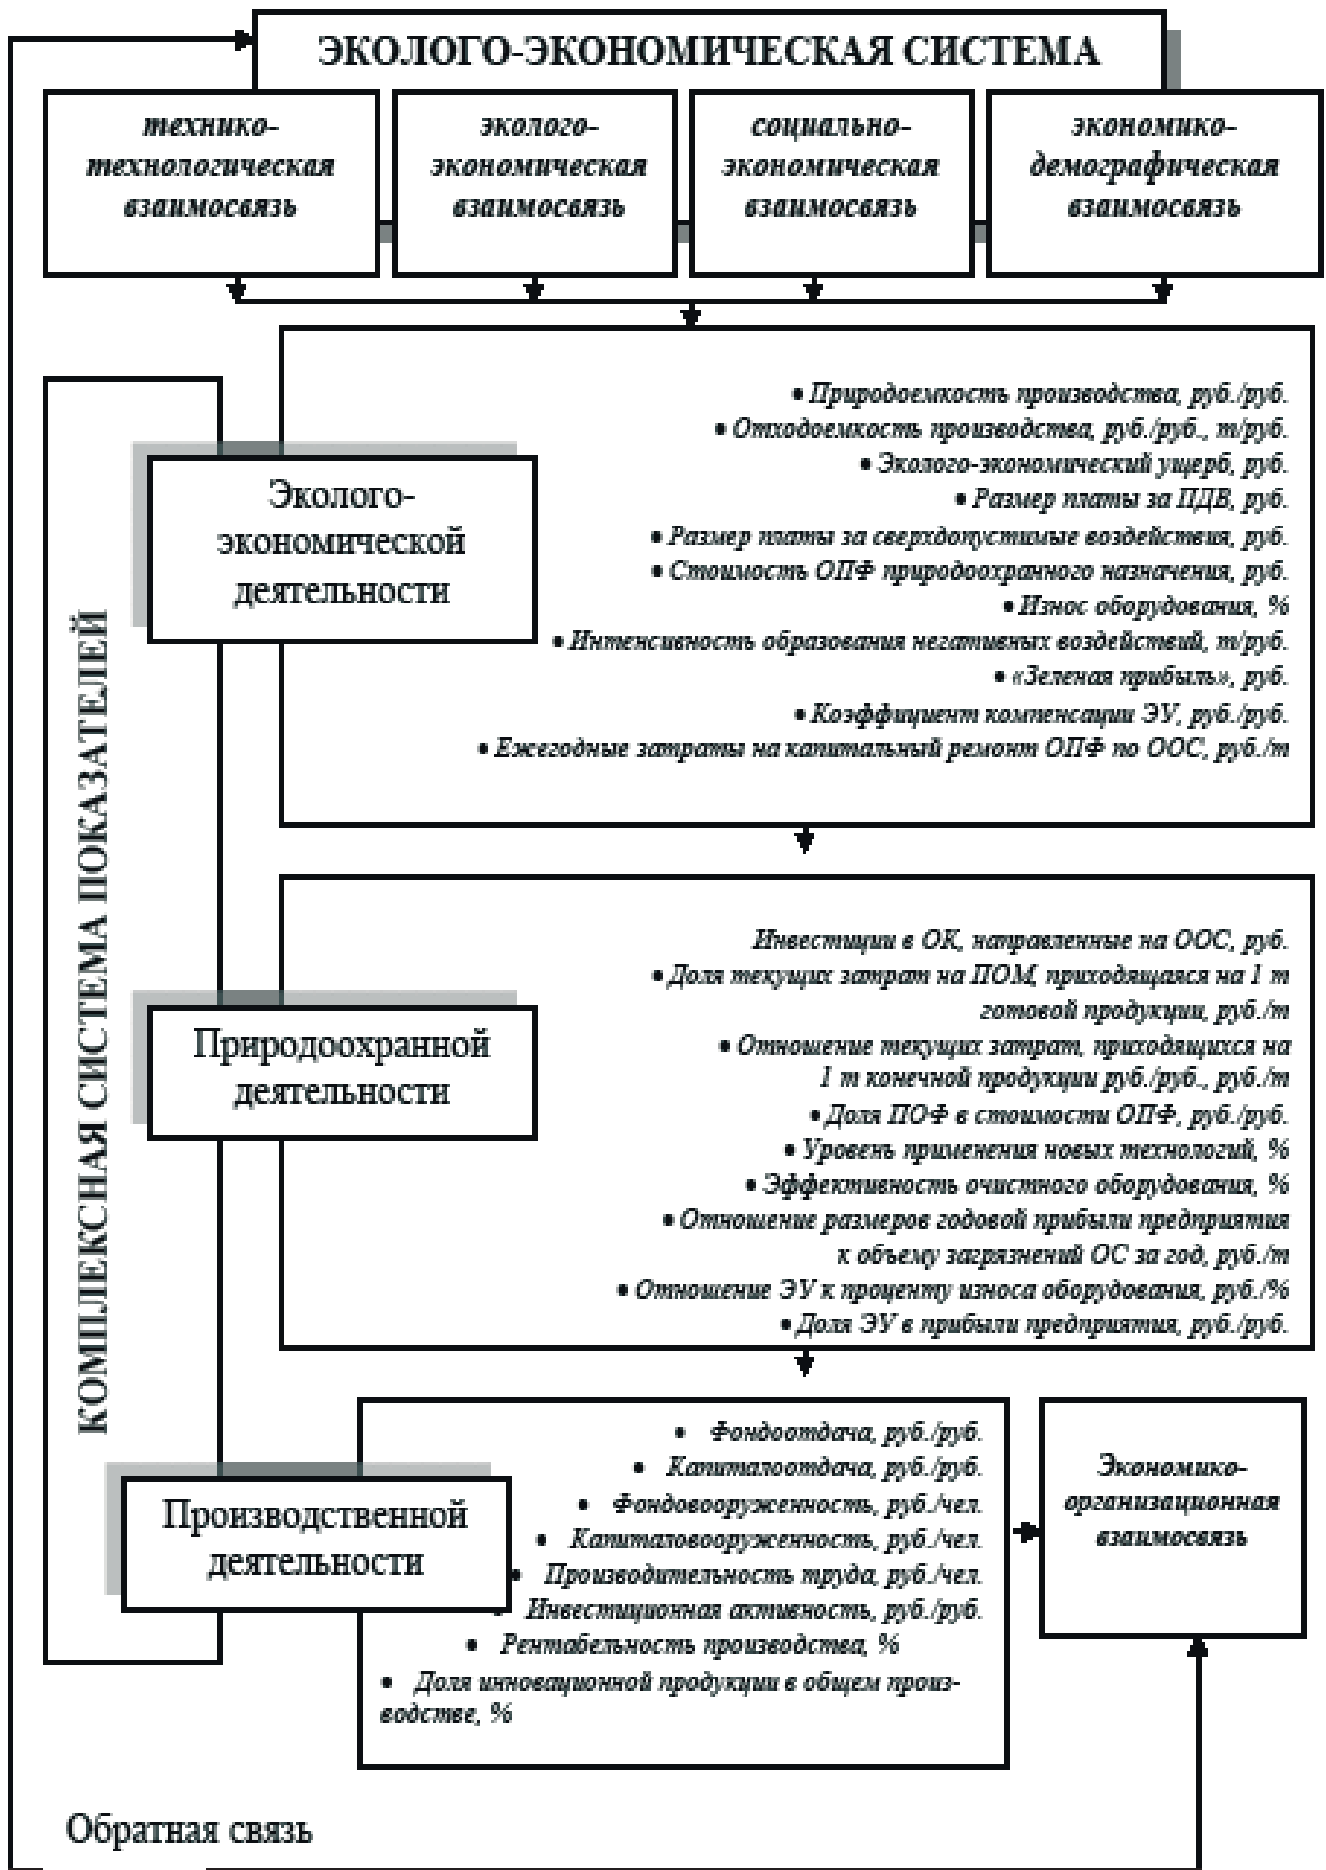 ЭКОЛОГО-ЭКОНОМИЧЕСКАЯ СИСТЕМА
технико-
технологическая
взаимосвязь
эколого-
экономическая
взаимосвязь
социально-
экономическая
взаимосвязь
экономико-
демографическая
взаимосвязь
КОМПЛЕКСНАЯ СИСТЕМА ПОКАЗАТЕЛЕЙ
Эколого-
экономической
деятельности
• Природоемкость производства, руб./руб.
• Отходоемкость производства, руб./руб., т/руб.
• Эколого-экономический ущерб, руб.
• Размер платы за ПДВ, руб.
• Размер платы за сверхдопустимые воздействия, руб.
• Стоимость ОПФ природоохранного назначения, руб.
• Износ оборудования, %
• Интенсивность образования негативных воздействий, т/руб.
• «Зеленая прибыль», руб.
• Коэффициент компенсации ЭУ, руб./руб.
• Ежегодные затраты на капитальный ремонт ОПФ по ООС, руб./т
Природоохранной
деятельности
Инвестиции в ОК, направленные на ООС, руб.
• Доля текущих затрат на ПОМ, приходящаяся на 1 т
готовой продукции, руб./т
• Отношение текущих затрат, приходящихся на
1 т конечной продукции руб./руб., руб./т
• Доля ПОФ в стоимости ОПФ, руб./руб.
• Уровень применения новых технологий, %
• Эффективность очистного оборудования, %
• Отношение размеров годовой прибыли предприятия
к объему загрязнений ОС за год, руб./т
• Отношение ЭУ к проценту износа оборудования, руб./%
• Доля ЭУ в прибыли предприятия, руб./руб.
Производственной
деятельности
• Фондоотдача, руб./руб.
• Капиталоотдача, руб./руб.
• Фондовооруженность, руб./чел.
• Капиталовооруженность, руб./чел.
• Производительность труда, руб./чел.
• Инвестиционная активность, руб./руб.
• Рентабельность производства, %
• Доля инновационной продукции в общем произ-
водстве, %
Экономико-
организационная
взаимосвязь
Обратная связь